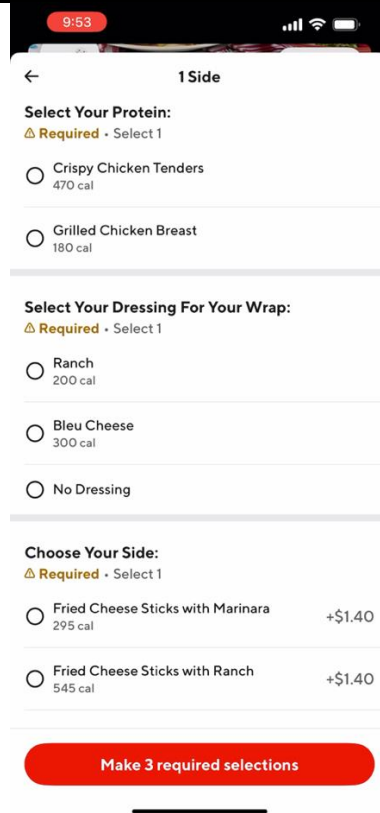 9:53
1 Side
Select Your Protein:
Required • Select 1
Crispy Chicken Tenders
470 cal
Grilled Chicken Breast
180 cal
Select Your Dressing For Your Wrap:
Required • Select 1
Ranch
200 cal
Bleu Cheese
300 cal
No Dressing
Choose Your Side:
Required • Select 1
Fried Cheese Sticks with Marinara
+$1.40
295 cal
Fried Cheese Sticks with Ranch
+$1.40
545 cal
Make 3 required selections